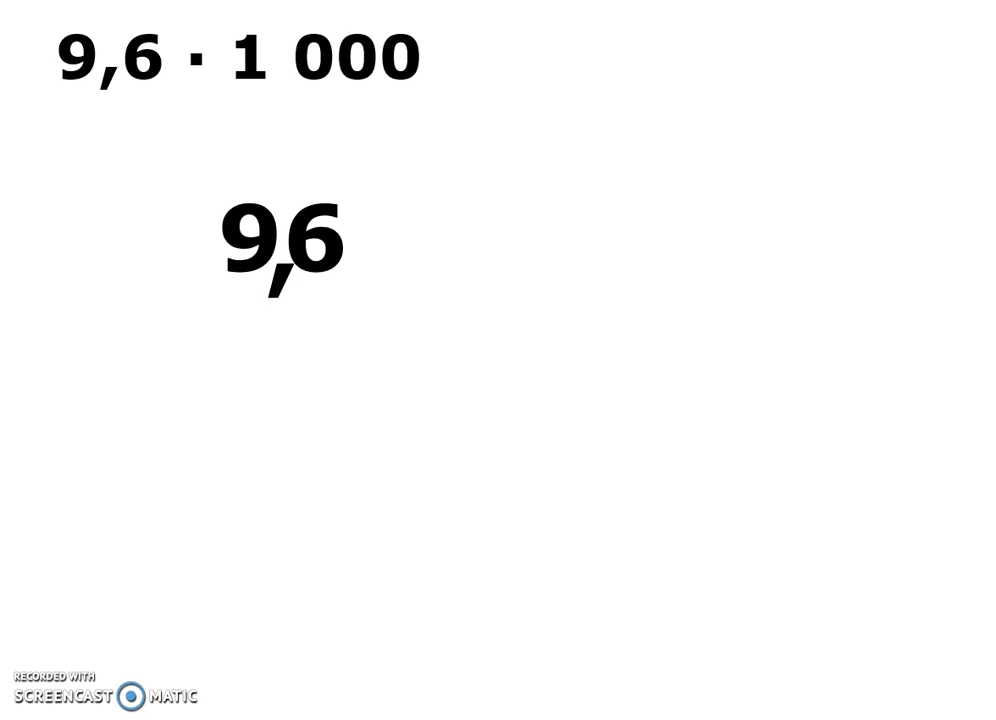 9,6 · 1 000
9,6
RECORDED WITH
SCREENCAST MATIC